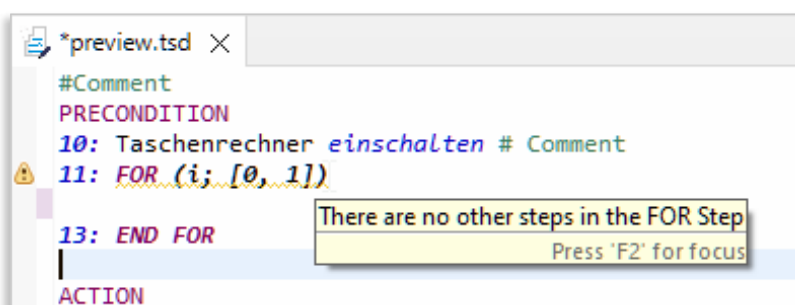 *preview.tsd
#Comment
PRECONDITION
10: Taschenrechner einschalten # Comment
11: FOR (i; [0, 1])
There are no other steps in the FOR Step
13: END FOR
Press 'F2' for focus
ACTION